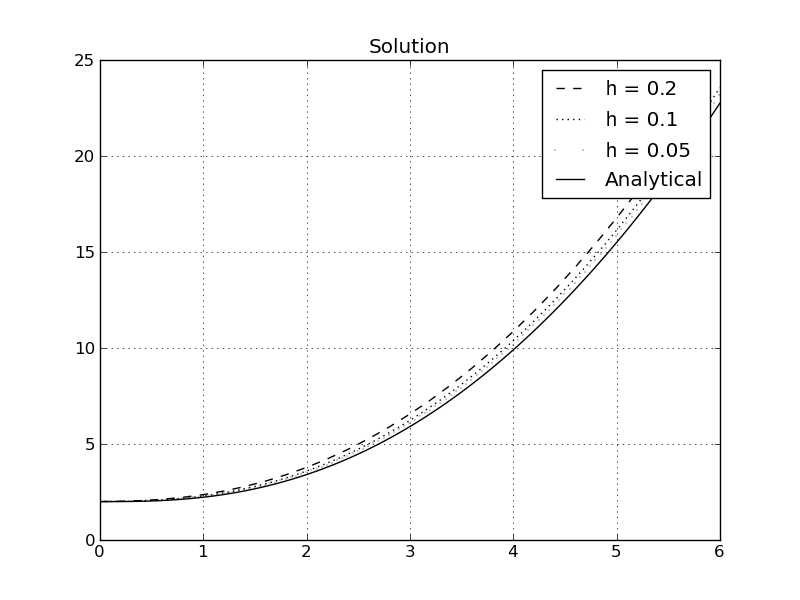 Solution
25
20
15
10
5
0
0 1 2 3 4 5 6
h = 0.2
h = 0.1
h = 0.05
Analytical